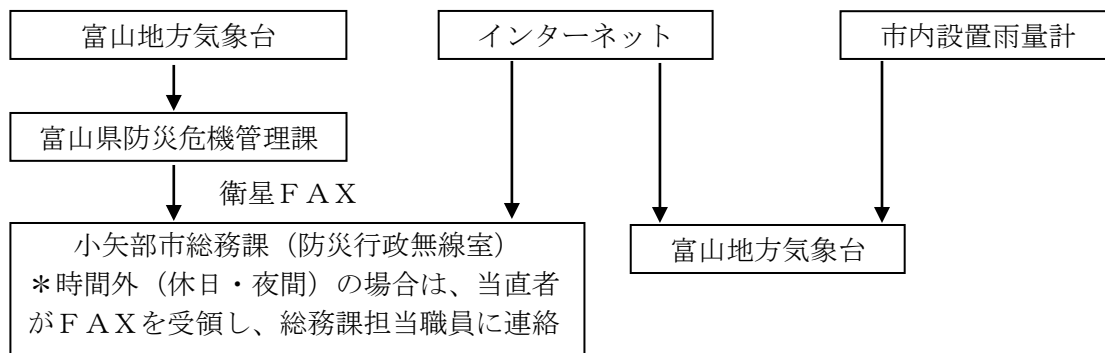 富山地方気象台
インターネット
市内設置雨量計
富山県防災危機管理課
衛星ＦＡＸ
小矢部市総務課（防災行政無線室）
＊時間外（休日・夜間）の場合は、当直者
がＦＡＸを受領し、総務課担当職員に連絡
富山地方気象台